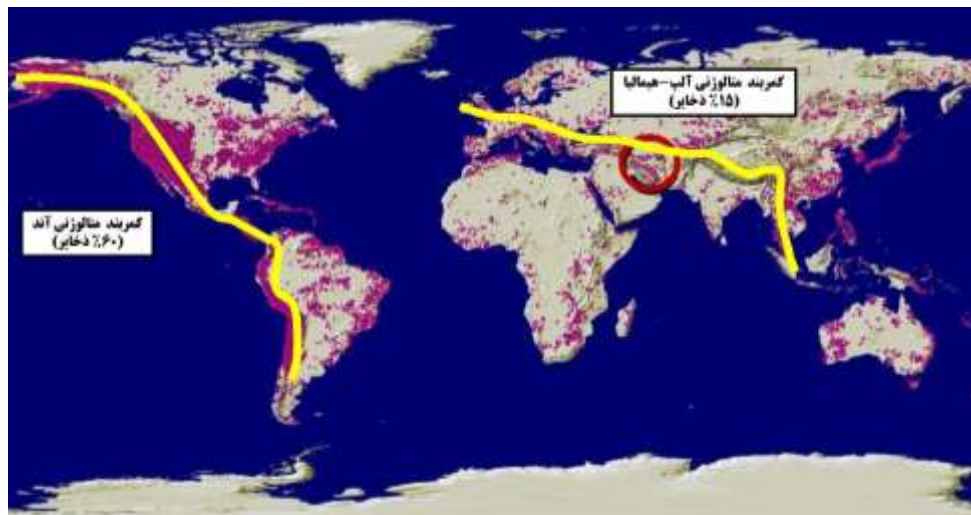 کمربند متالوژنی آلپ-هیمالیا
(۱۵٪ ذخایر)
کمربند متالوژنی آند
(۶۰٪ ذخایر)